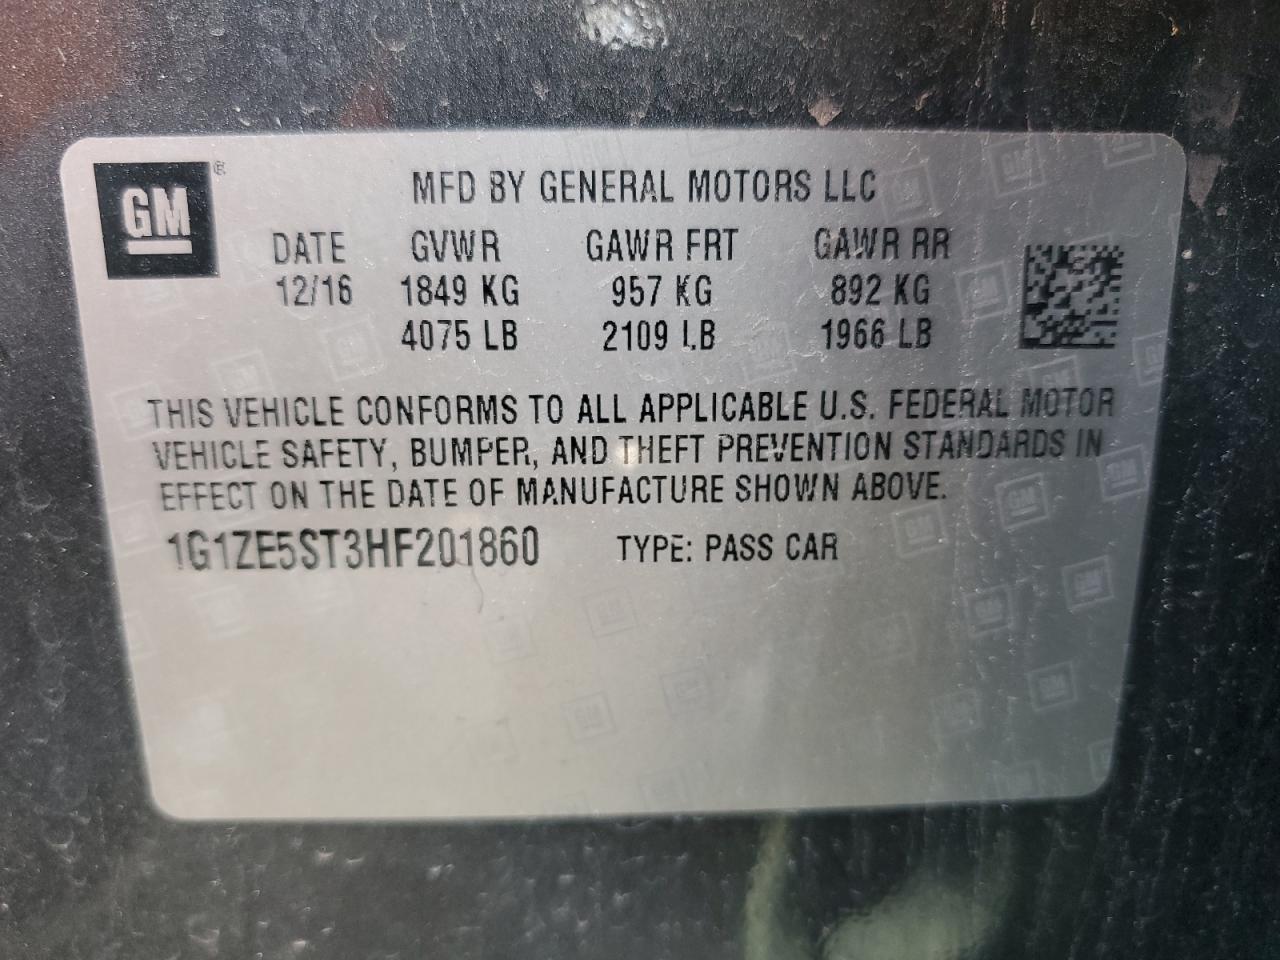 GM
MFD BY GENERAL MOTORS LLC
DATE GVWR GAWR FRT GAWR RR
12/16 1849 KG 957 KG 892 KG
4075 LB 2109 LB 1966 LB
THIS VEHICLE CONFORMS TO ALL APPLICABLE U.S. FEDERAL MOTOR
VEHICLE SAFETY, BUMPER, AND THEFT PREVENTION STANDARDS IN
EFFECT ON THE DATE OF MANUFACTURE SHOWN ABOVE.
1G1ZE5ST3HF201860 TYPE: PASS CAR